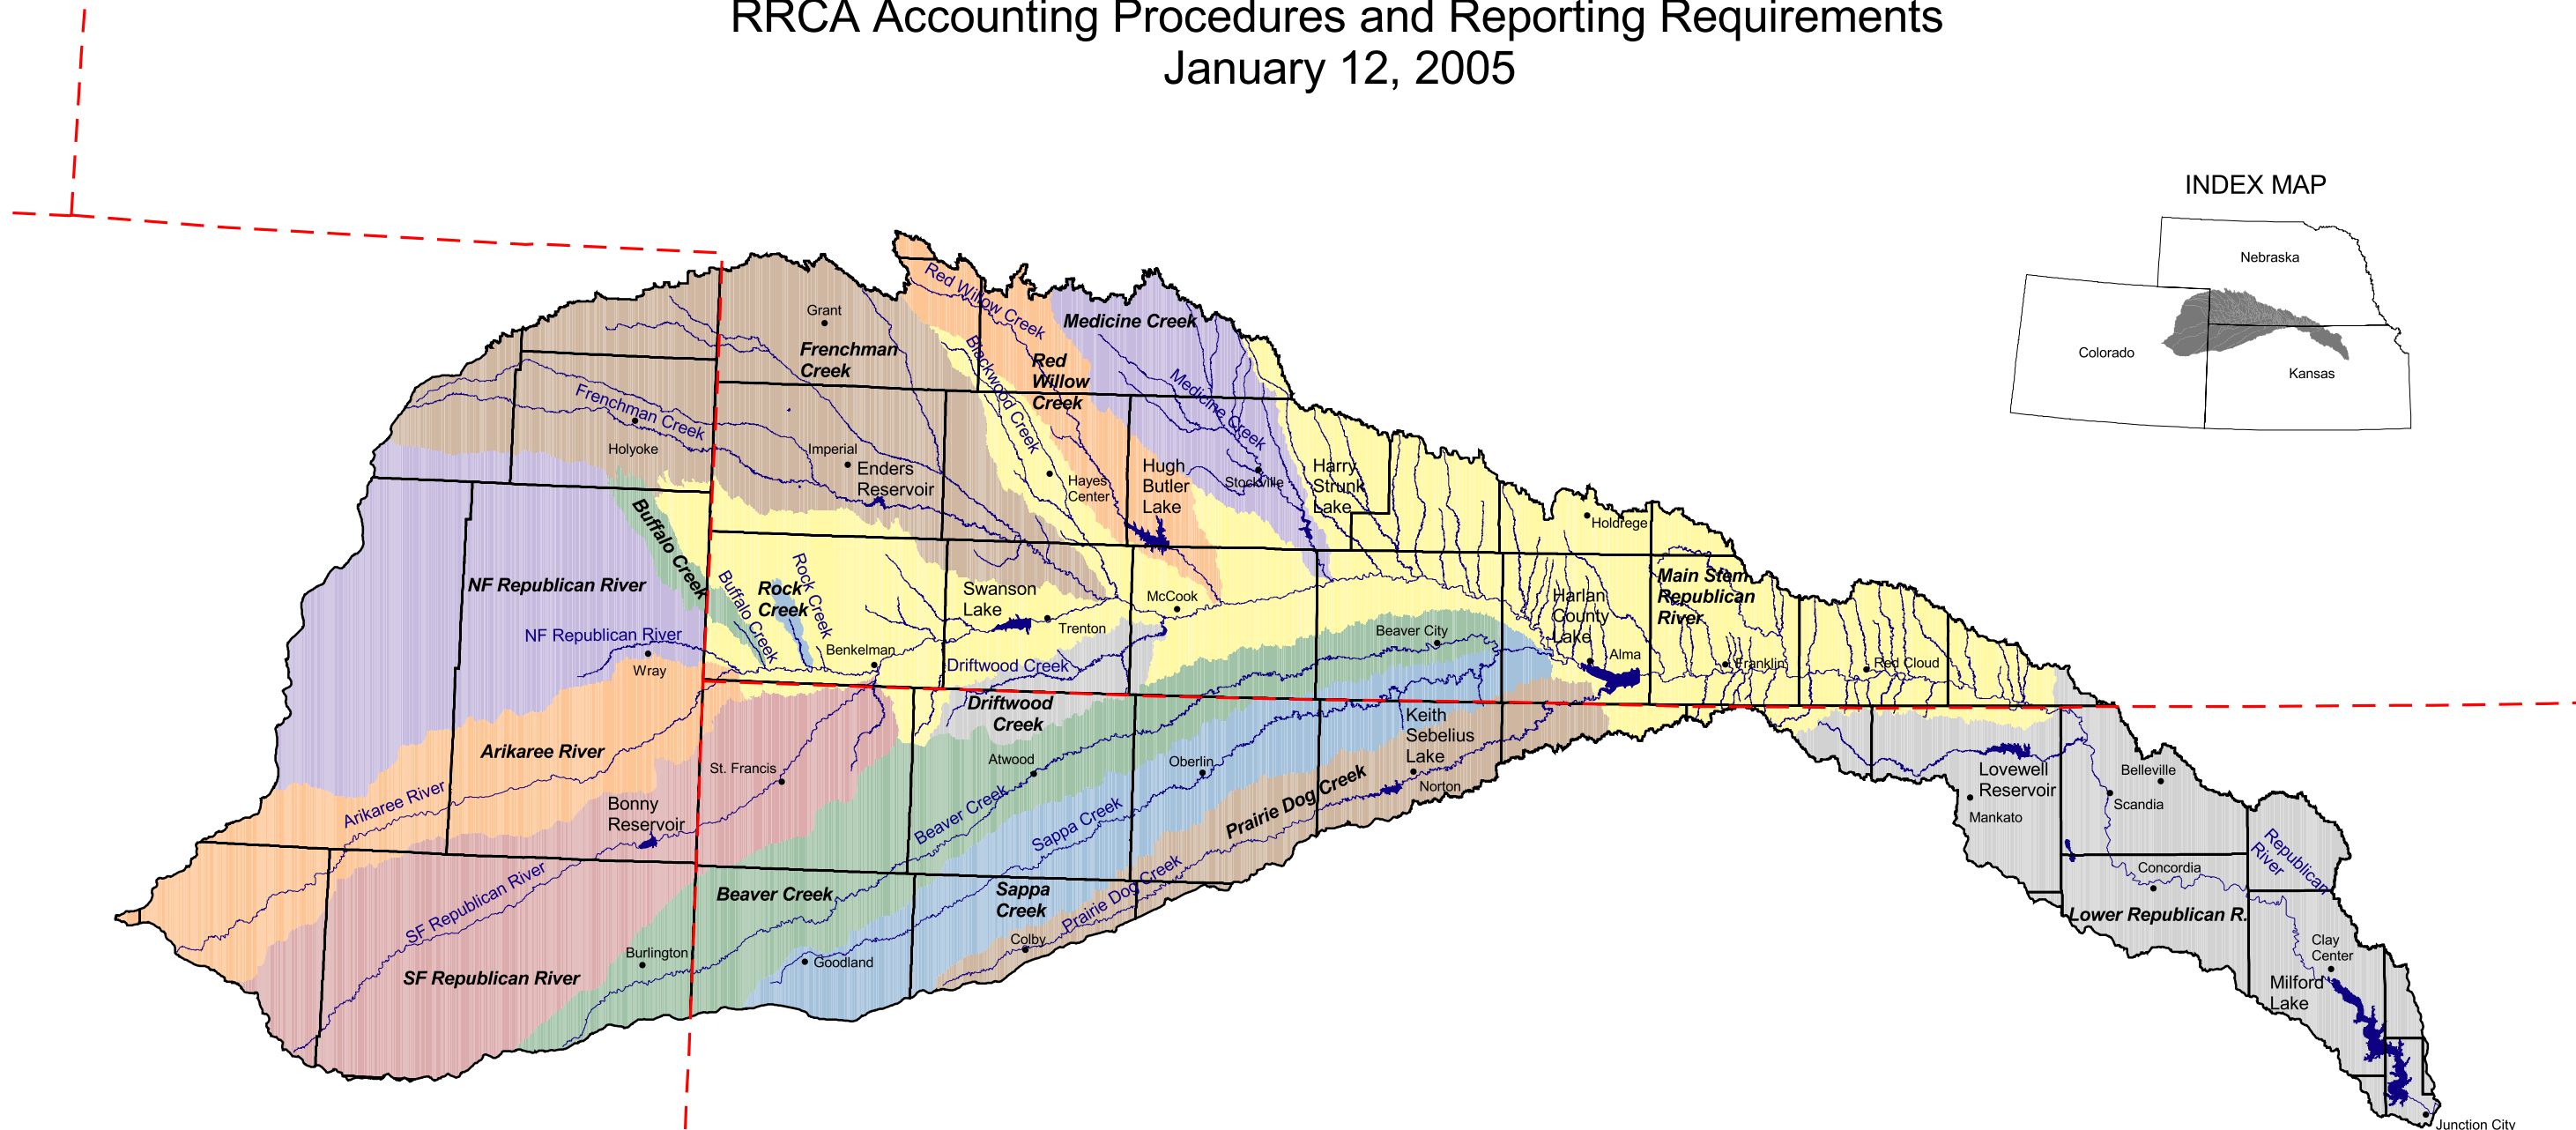 RRCA Accounting Procedures and Reporting Requirements
January 12, 2005
INDEX MAP
Nebraska
Colorado
Kansas
Grant
Frenchman
Creek
Red Willow Creek
Blackwood Creek
Red
Willow
Creek
Medicine Creek
Medicine Creek
Frenchman Creek
Holyoke
Imperial
Enders
Reservoir
Hayes
Center
Hugh
Butler
Lake
Stockville
Harry
Strunk
Lake
Holdrege
Buffalo Creek
NF Republican River
NF Republican River
Wray
Buffalo Creek
Rock
Creek
Rock Creek
Benkelman
Swanson
Lake
Trenton
McCook
Driftwood Creek
Driftwood
Creek
Beaver City
Harlan
County
Lake
Alma
Main Stem
Republican
River
Franklin
Red Cloud
Arikaree River
Arikaree River
St. Francis
Bonny
Reservoir
SF Republican River
SF Republican River
Burlington
Atwood
Beaver Creek
Beaver Creek
Oberlin
Sappa Creek
Sappa
Creek
Goodland
Colby
Prairie Dog Creek
Prairie Dog Creek
Keith
Sebelius
Lake
Norton
Lovewell
Reservoir
Mankato
Belleville
Scandia
Concordia
Republican
River
Lower Republican R.
Clay
Center
Milford
Lake
Junction City